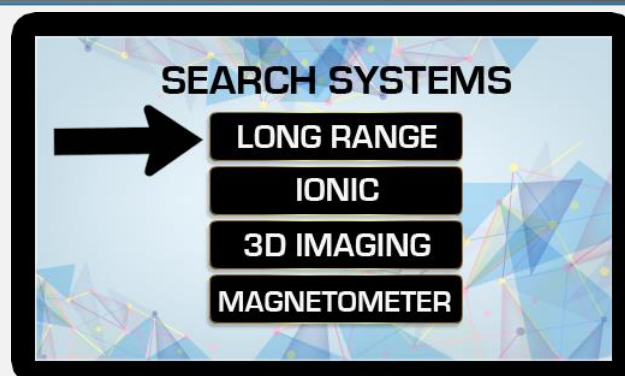 SEARCH SYSTEMS
LONG RANGE
IONIC
3D IMAGING
MAGNETOMETER